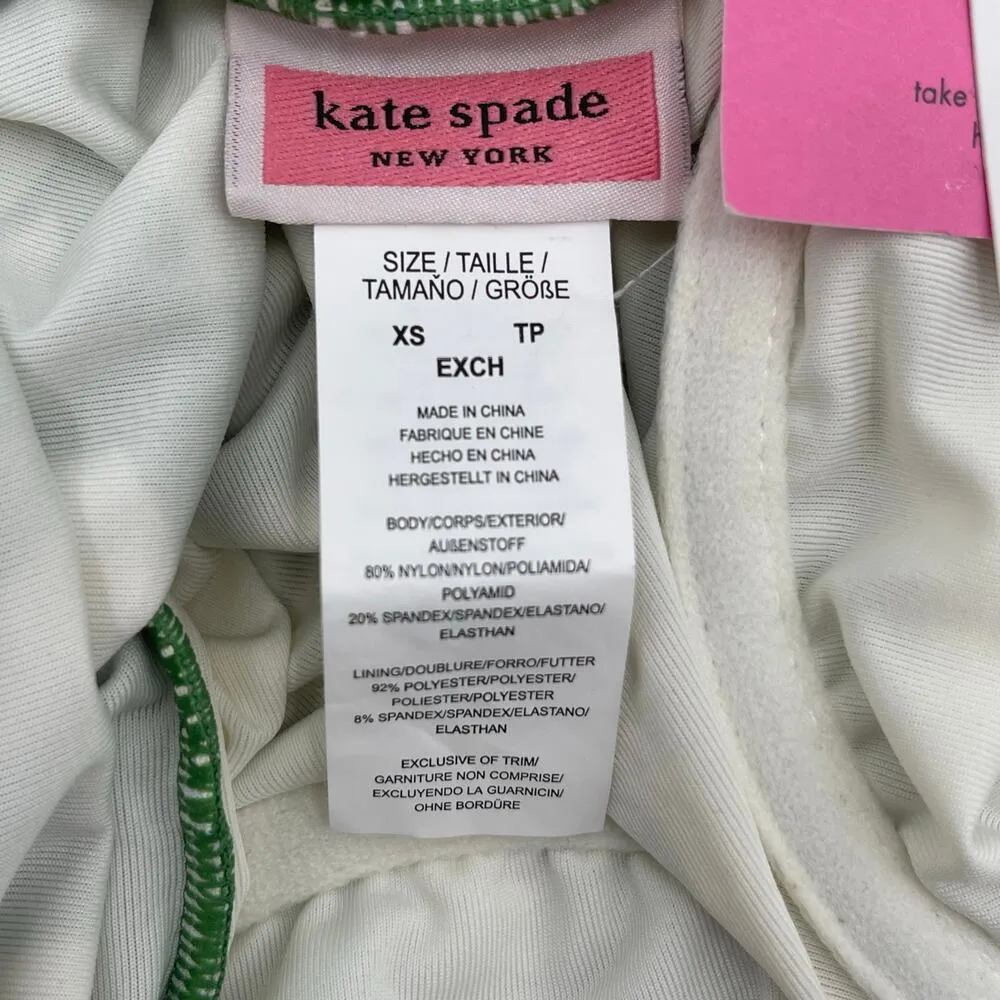 kate spade
NEW YORK
take
SIZE / TAILLE /
TAMAŇO / GRÖßE
XS TP
EXCH
MADE IN CHINA
FABRIQUE EN CHINE
HECHO EN CHINA
HERGESTELLT IN CHINA
BODY/CORPS/EXTERIOR/
AUßENSTOFF
80% NYLON/NYLON/POLIAMIDA/
POLYAMID
20% SPANDEX/SPANDEX/ELASTANO/
ELASTHAN
LINING/DOUBLURE/FORRO/FUTTER
92% POLYESTER/POLYESTER/
POLIESTER/POLYESTER
8% SPANDEX/SPANDEX/ELASTANO/
ELASTHAN
EXCLUSIVE OF TRIM/
GARNITURE NON COMPRISE/
EXCLUYENDO LA GUARNICIN/
OHNE BORDÜRE